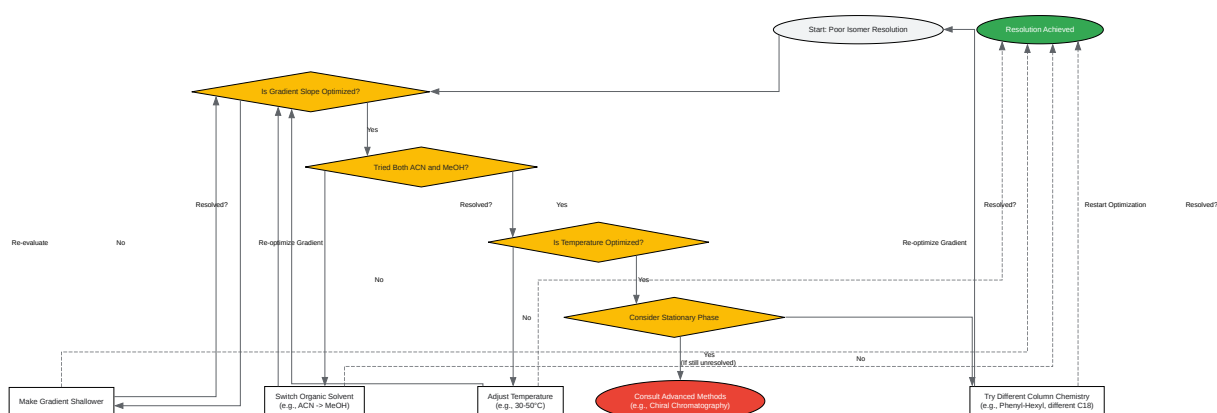 Start: Poor Isomer Resolution
Resolution Achieved
Is Gradient Slope Optimized?
Yes
Tried Both ACN and MeOH?
Resolved?
Resolved?
Yes
Resolved?
Restart Optimization
Resolved?
Re-evaluate
No
Re-optimize Gradient
Is Temperature Optimized?
Re-optimize Gradient
No
Yes
No
Consider Stationary Phase
Yes
(If still unresolved)
No
Make Gradient Shallower
Switch Organic Solvent
(e.g., ACN -> MeOH)
Adjust Temperature
(e.g., 30-50°C)
Consult Advanced Methods
(e.g., Chiral Chromatography)
Try Different Column Chemistry
(e.g., Phenyl-Hexyl, different C18)